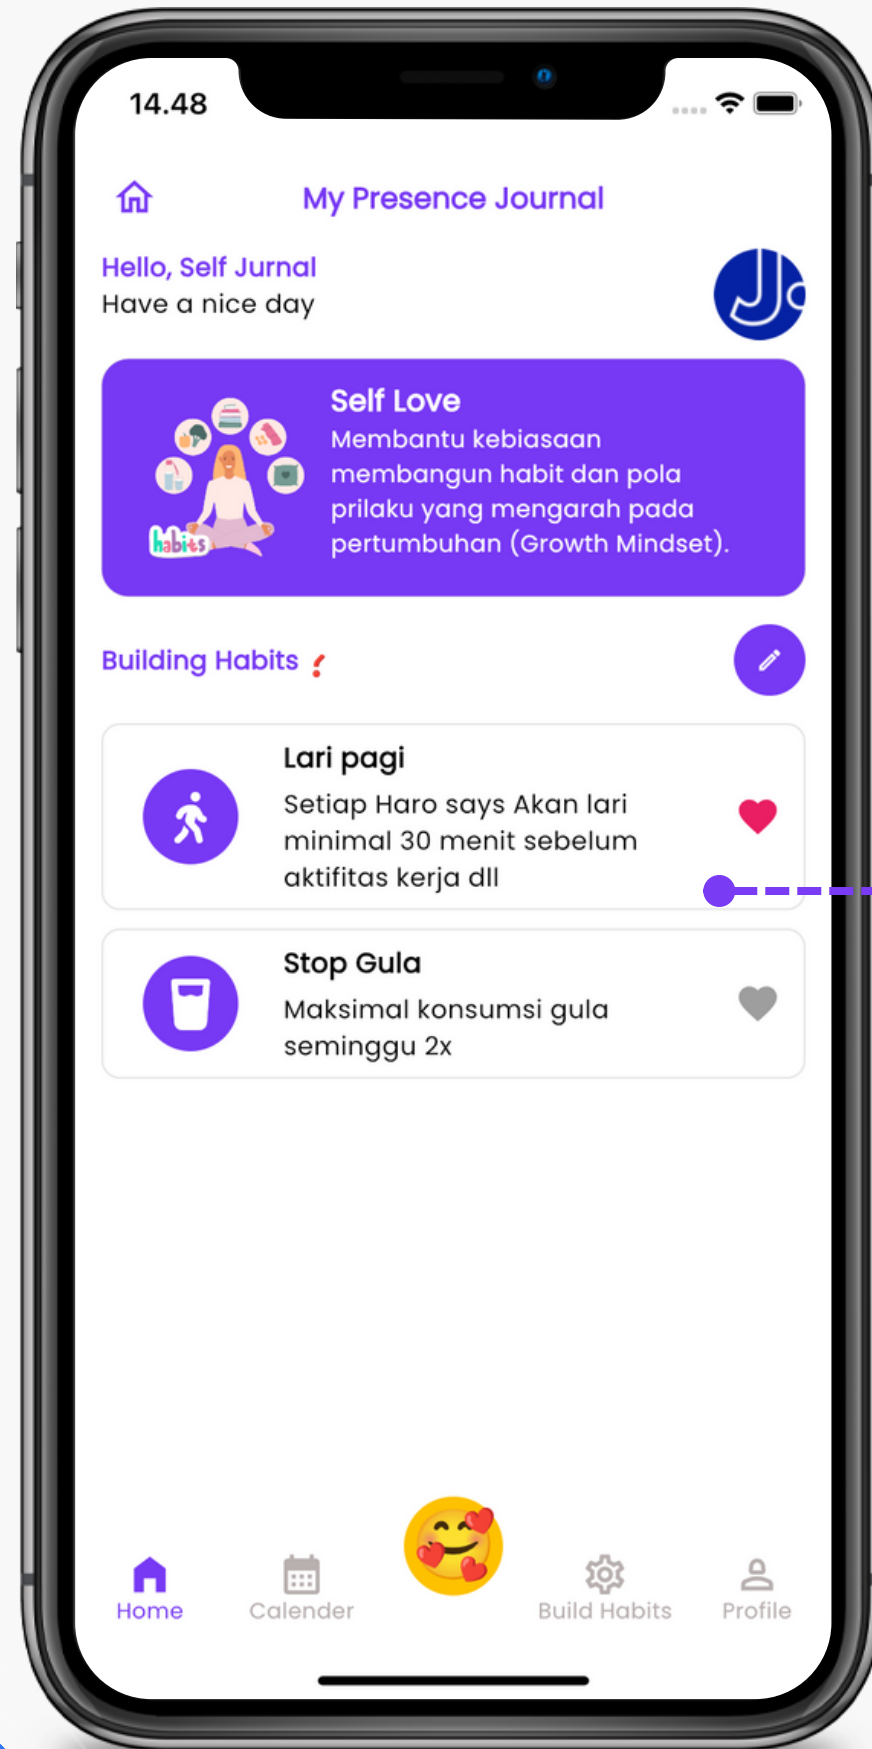 14.48
My Presence Journal
Hello, Self Jurnal
Have a nice day
Self Love
Membantu kebiasaan
membangun habit dan pola
prilaku yang mengarah pada
pertumbuhan (Growth Mindset).
habits
Building Habits
Lari pagi
Setiap Haro says Akan lari
minimal 30 menit sebelum
aktifitas kerja dll
Stop Gula
Maksimal konsumsi gula
seminggu 2x
Home
Calender
Build Habits
Profile